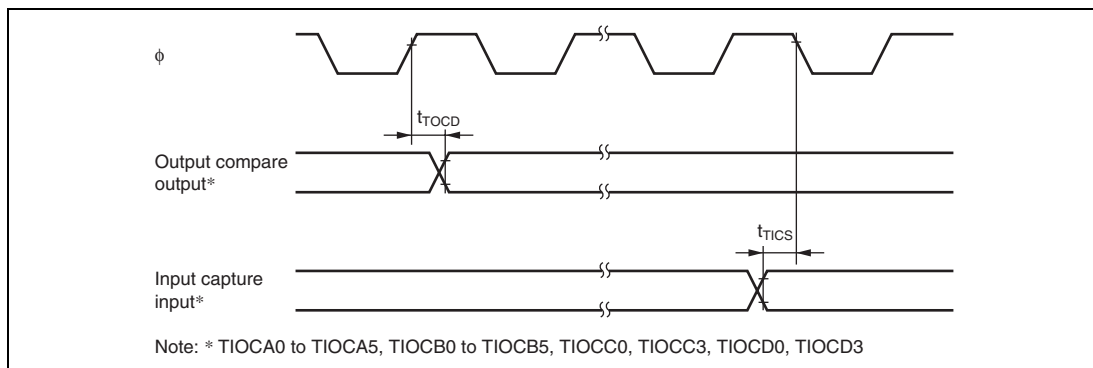 ϕ
tTOCD
Output compare
output*
tTICS
Input capture
input*
Note: * TIOCA0 to TIOCA5, TIOCB0 to TIOCB5, TIOCC0, TIOCC3, TIOCD0, TIOCD3